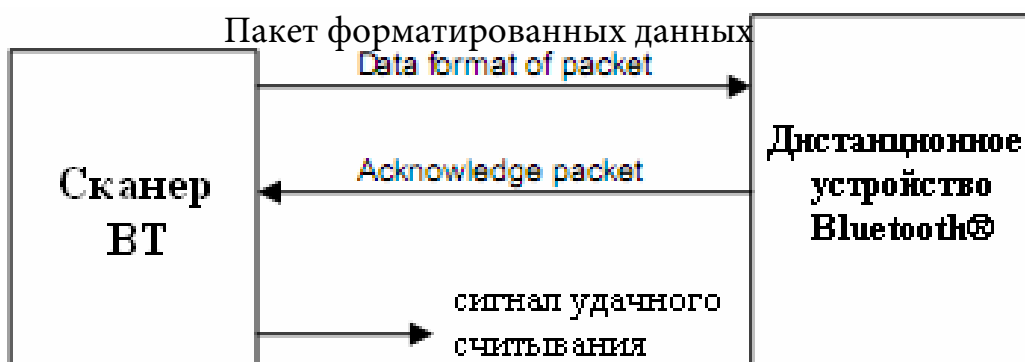 Пакет форматированных данных
Data format of packet
Acknowledge packet
Сканер
BT
Дистанционное
устройство
Bluetooth®
сигнал удачного
считывания